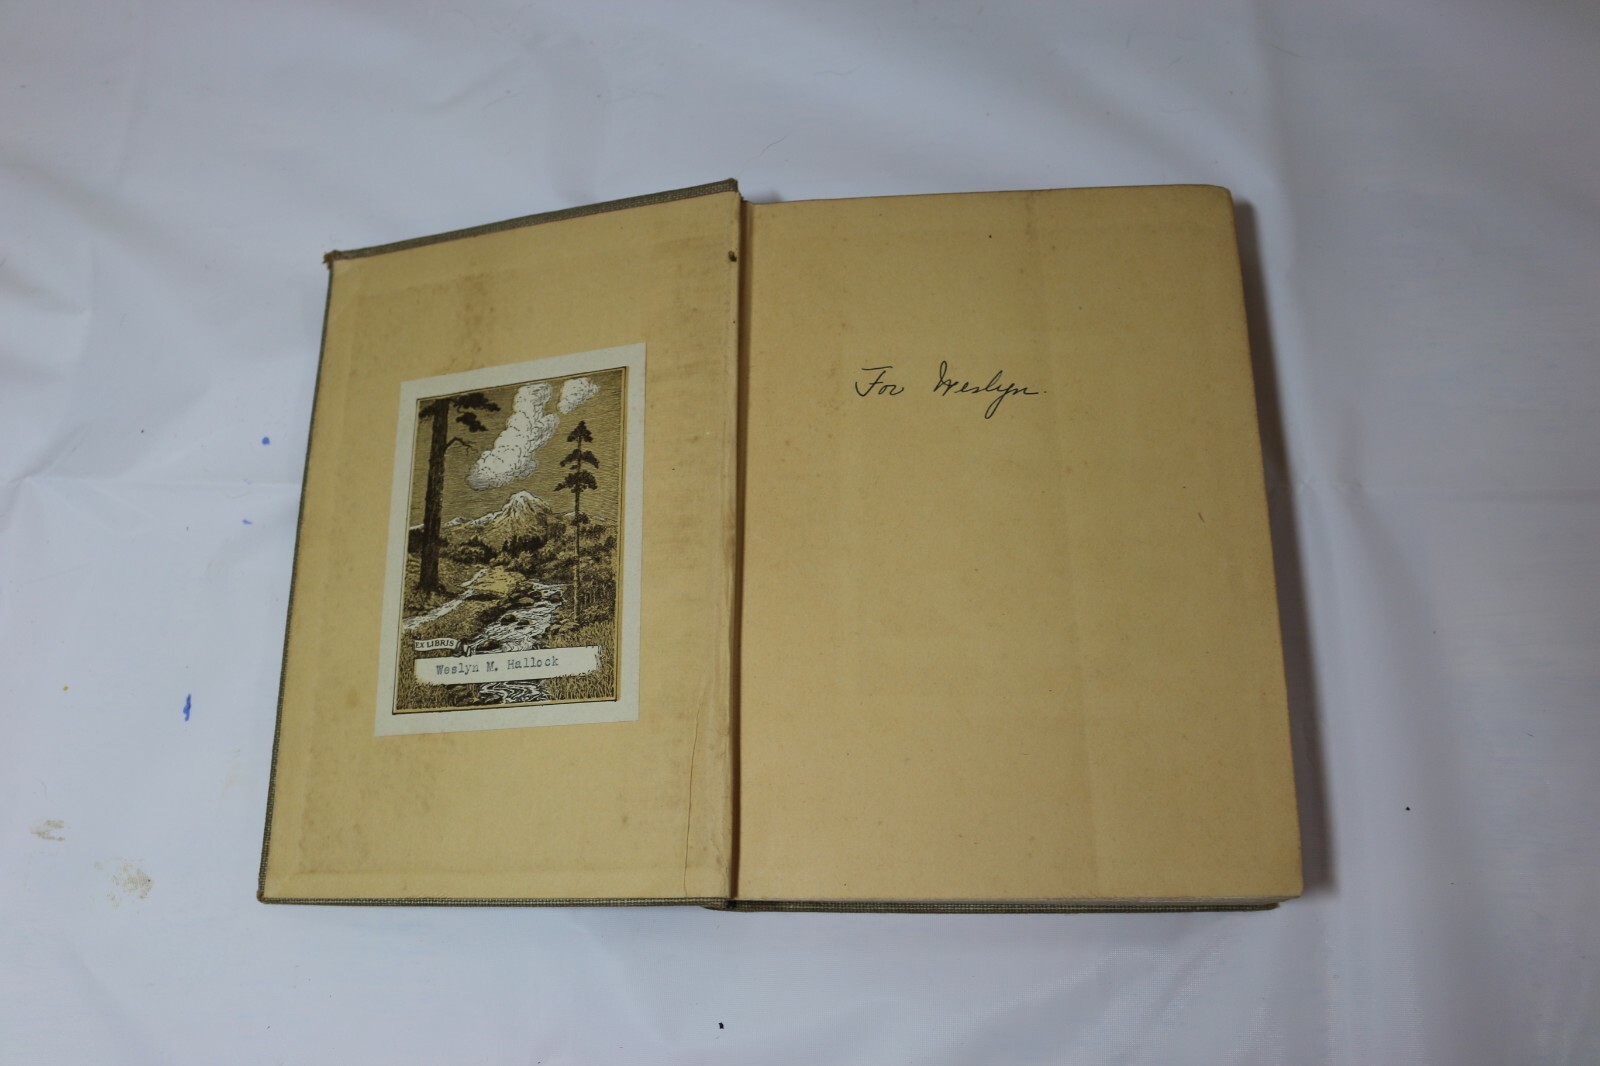 EX LIBRIS
Weslyn M. Hallock
For Weslyn.